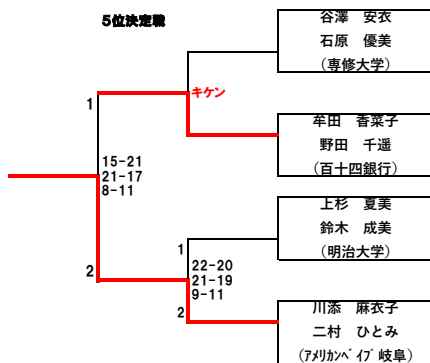 5位決定戦
谷澤 安衣
石原 優美
(専修大学)
キケン
1
牟田 香菜子
野田 千遥
(百十四銀行)
15-21
21-17
8-11
上杉 夏美
鈴木 成美
(明治大学)
1
22-20
21-19
9-11
2
2
川添 麻衣子
二村 ひとみ
(ｱﾒﾘｶﾝﾍﾞｲﾌﾞ岐阜)